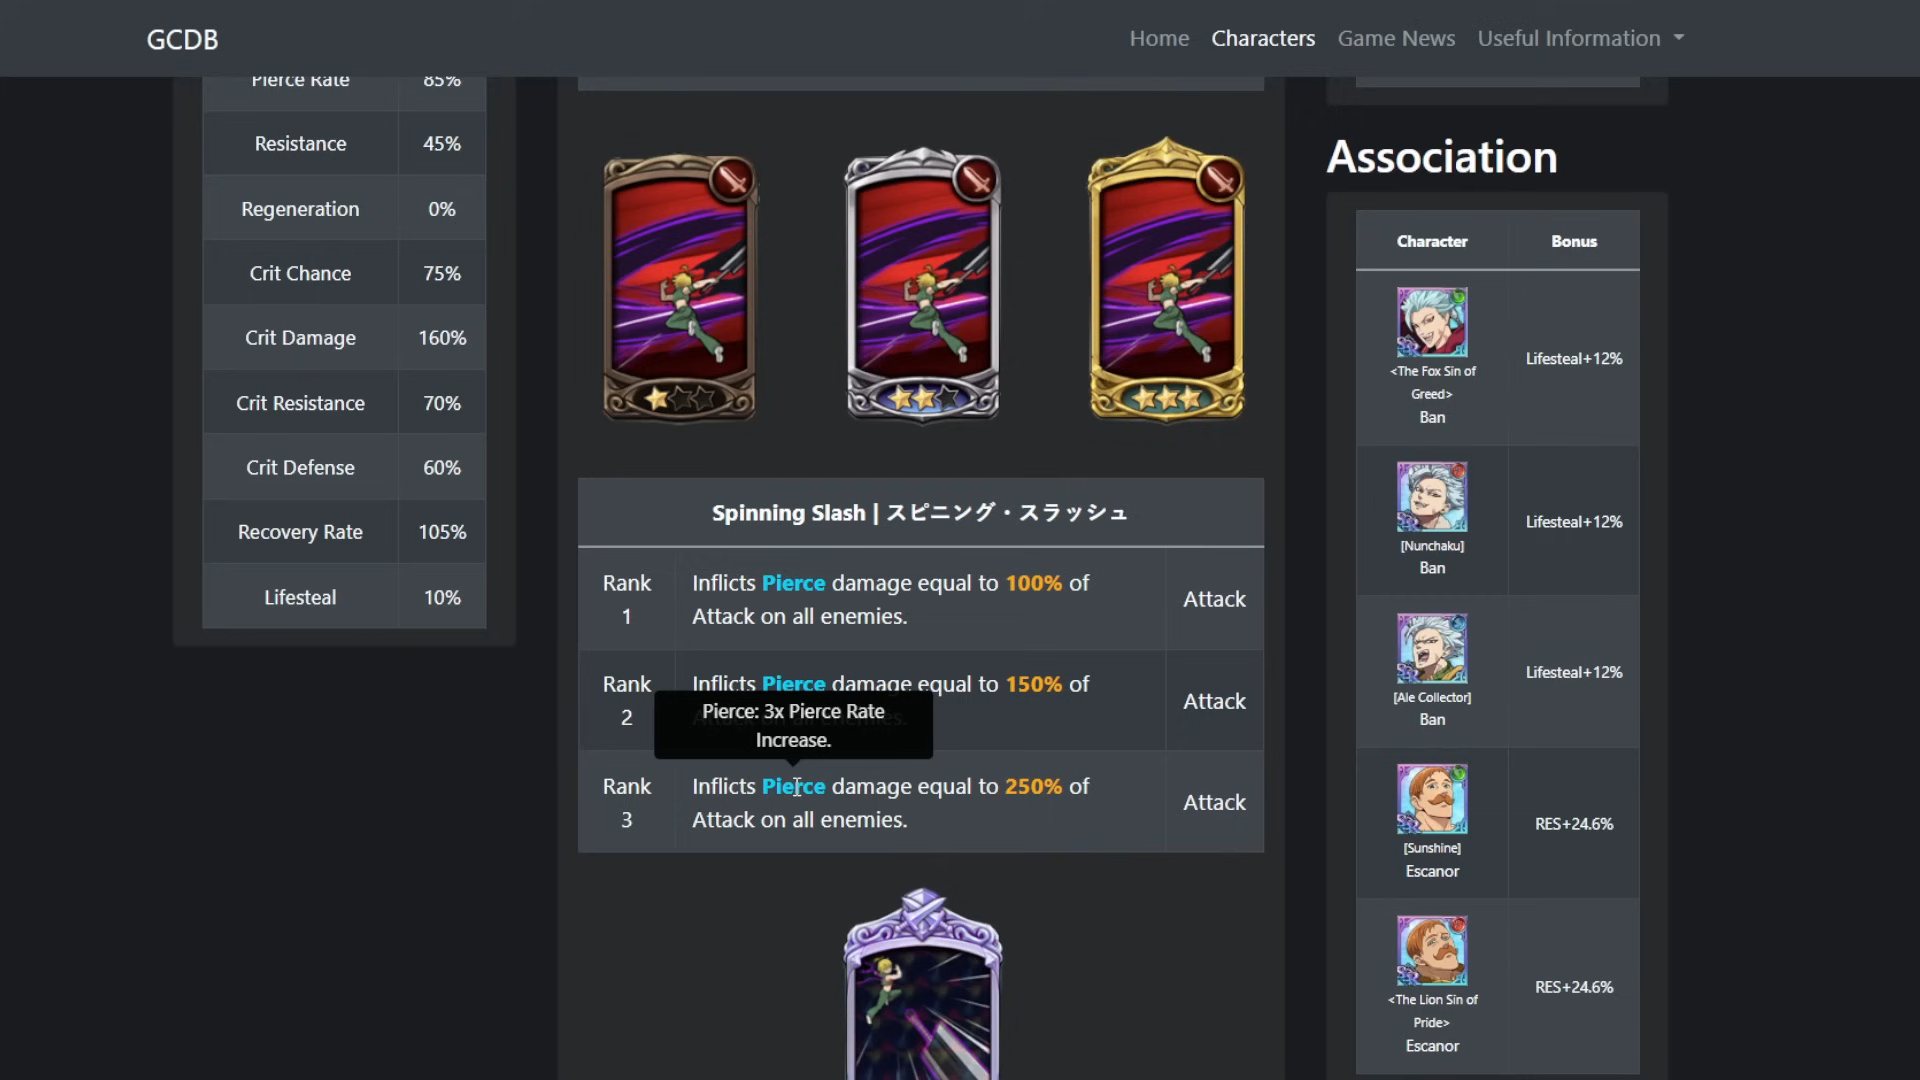 GCDB
Home
Characters
Game News
Useful Information
Pierce Rate 85%
Resistance 45%
Regeneration 0%
Crit Chance 75%
Crit Damage 160%
Crit Resistance 70%
Crit Defense 60%
Recovery Rate 105%
Lifesteal 10%
Spinning Slash | スピニング・スラッシュ
Rank
1
Inflicts Pierce damage equal to 100% of
Attack on all enemies.
Attack
Rank
2
Inflicts Pierce damage equal to 150% of
Attack on all enemies.
Attack
Pierce: 3x Pierce Rate
Increase.
Rank
3
Inflicts Pierce damage equal to 250% of
Attack on all enemies.
Attack
Association
Character Bonus
<The Fox Sin of
Greed>
Ban
Lifesteal+12%
[Nunchaku]
Ban
Lifesteal+12%
[Ale Collector]
Ban
Lifesteal+12%
[Sunshine]
Escanor
RES+24.6%
<The Lion Sin of
Pride>
Escanor
RES+24.6%